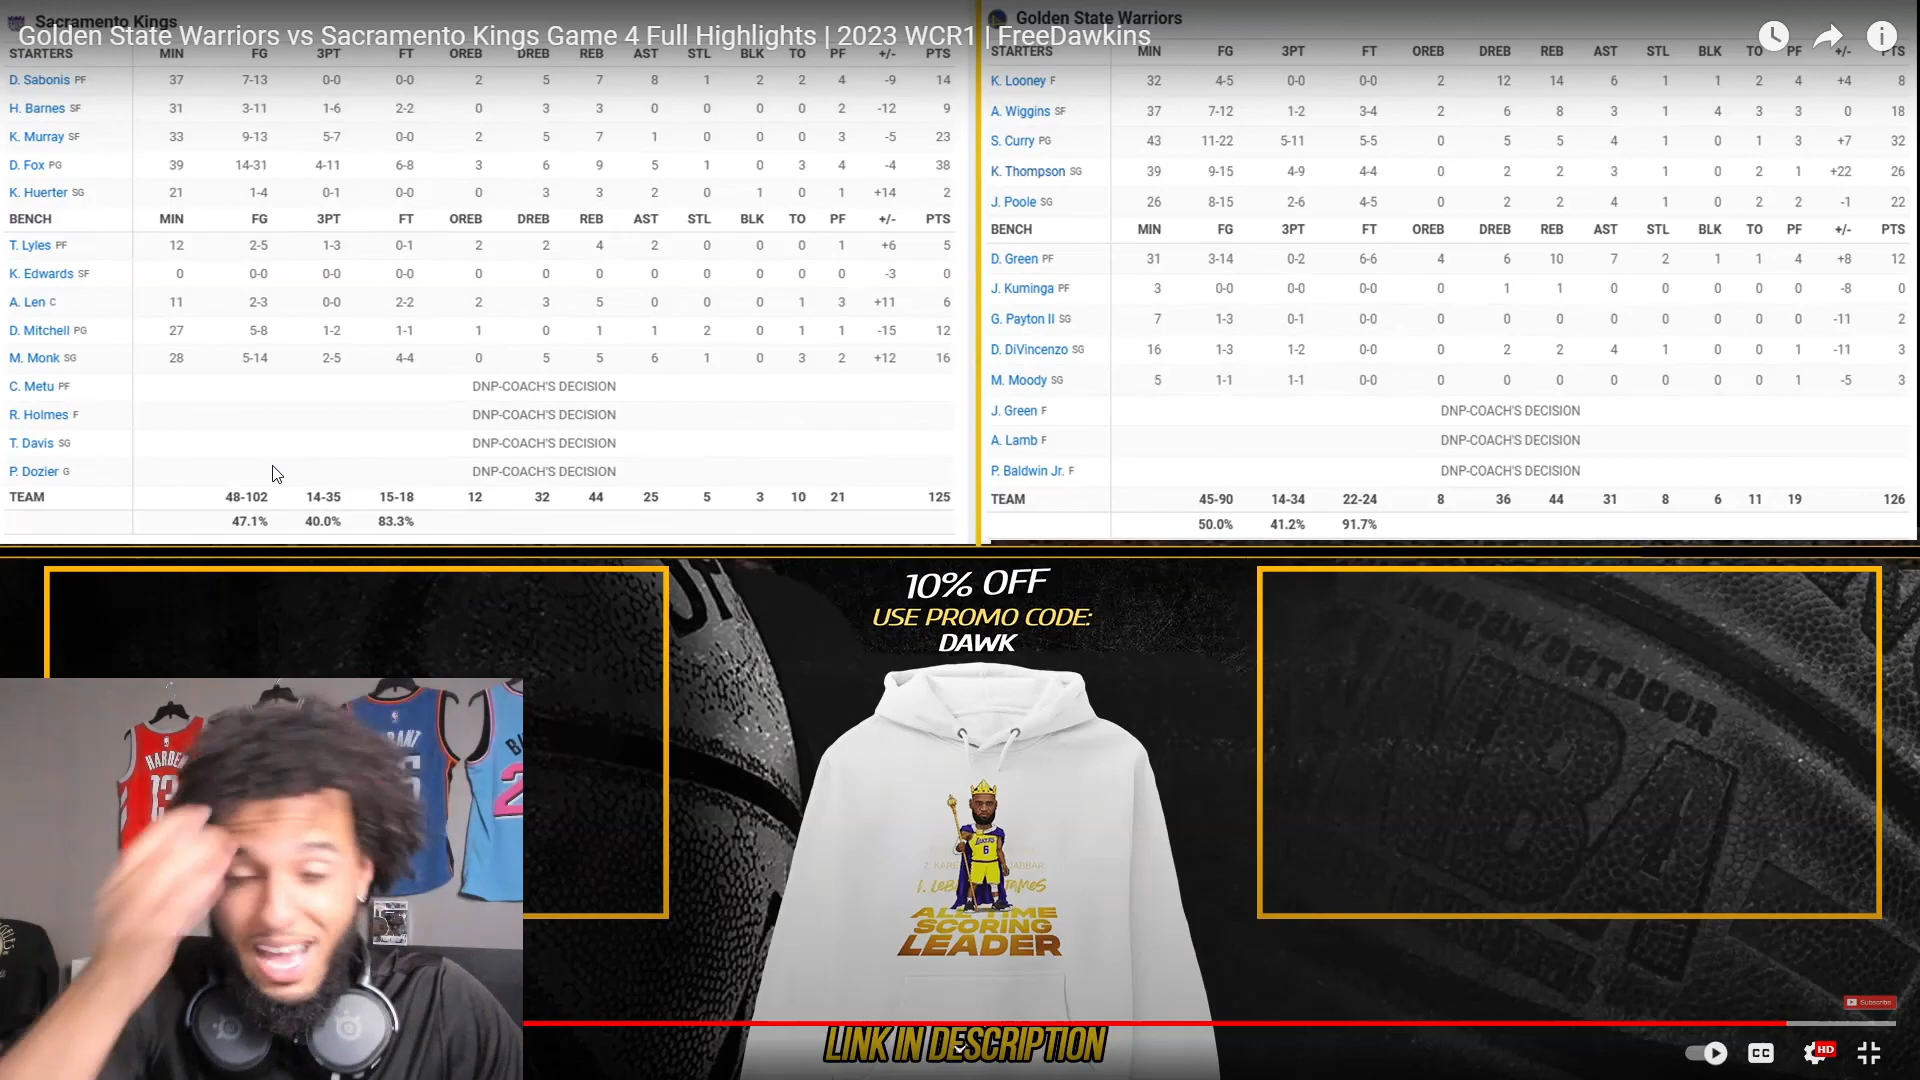 Sacramento Kings
Golden State Warriors vs Sacramento Kings Game 4 Full Highlights | 2023 WCR1 | FreeDawkins
STARTERS MIN FG 3PT FT OREB DREB REB AST STL BLK TO PF +/- PTS
D. Sabonis PF 37 7-13 0-0 0-0 2 5 7 8 1 2 2 4 -9 14
H. Barnes SF 31 3-11 1-6 2-2 0 3 3 0 0 0 0 2 -12 9
K. Murray SF 33 9-13 5-7 0-0 2 5 7 1 0 0 0 3 -5 23
D. Fox PG 39 14-31 4-11 6-8 3 6 9 5 1 0 3 4 -4 38
K. Huerter SG 21 1-4 0-1 0-0 0 3 3 2 0 1 0 1 +14 2
BENCH MIN FG 3PT FT OREB DREB REB AST STL BLK TO PF +/- PTS
T. Lyles PF 12 2-5 1-3 0-1 2 2 4 2 0 0 0 1 +6 5
K. Edwards SF 0 0-0 0-0 0-0 0 0 0 0 0 0 0 0 -3 0
A. Len C 11 2-3 0-0 2-2 2 3 5 0 0 0 1 3 +11 6
D. Mitchell PG 27 5-8 1-2 1-1 1 0 1 1 2 0 1 1 -15 12
M. Monk SG 28 5-14 2-5 4-4 0 5 5 6 1 0 3 2 +12 16
C. Metu PF DNP-COACH'S DECISION
R. Holmes F DNP-COACH'S DECISION
T. Davis SG DNP-COACH'S DECISION
P. Dozier G DNP-COACH'S DECISION
TEAM 48-102 14-35 15-18 12 32 44 25 5 3 10 21 125
47.1% 40.0% 83.3%
Golden State Warriors
STARTERS MIN FG 3PT FT OREB DREB REB AST STL BLK TO PF +/- PTS
K. Looney F 32 4-5 0-0 0-0 2 12 14 6 1 1 2 4 +4 8
A. Wiggins SF 37 7-12 1-2 3-4 2 6 8 3 1 4 3 3 0 18
S. Curry PG 43 11-22 5-11 5-5 0 5 5 4 0 0 1 3 +7 32
K. Thompson SG 39 9-15 4-9 4-4 0 2 2 3 1 0 2 1 +22 26
J. Poole SG 26 8-15 2-6 4-5 0 2 2 4 1 0 2 2 -1 22
BENCH MIN FG 3PT FT OREB DREB REB AST STL BLK TO PF +/- PTS
D. Green PF 31 3-14 0-2 6-6 4 6 10 7 2 1 1 4 +8 12
J. Kuminga PF 3 0-0 0-0 0-0 0 1 1 0 0 0 0 0 -8 0
G. Payton II SG 7 1-3 0-1 0-0 0 0 0 0 0 0 0 0 -11 2
D. DiVincenzo SG 16 1-3 1-2 0-0 0 2 2 4 1 0 0 1 -11 3
M. Moody SG 5 1-1 1-1 0-0 0 0 0 0 0 0 0 1 -5 3
J. Green F DNP-COACH'S DECISION
A. Lamb F DNP-COACH'S DECISION
P. Baldwin Jr. F DNP-COACH'S DECISION
TEAM 45-90 14-34 22-24 8 36 44 31 8 6 11 19 126
50.0% 41.2% 91.7%
10% OFF
USE PROMO CODE:
DAWK
HARDEN
13
LAKERS
6
ALL TIME
SCORING
LEADER
INDOOR/OUTDOOR
Subscribe
LINK IN DESCRIPTION
CC
HD